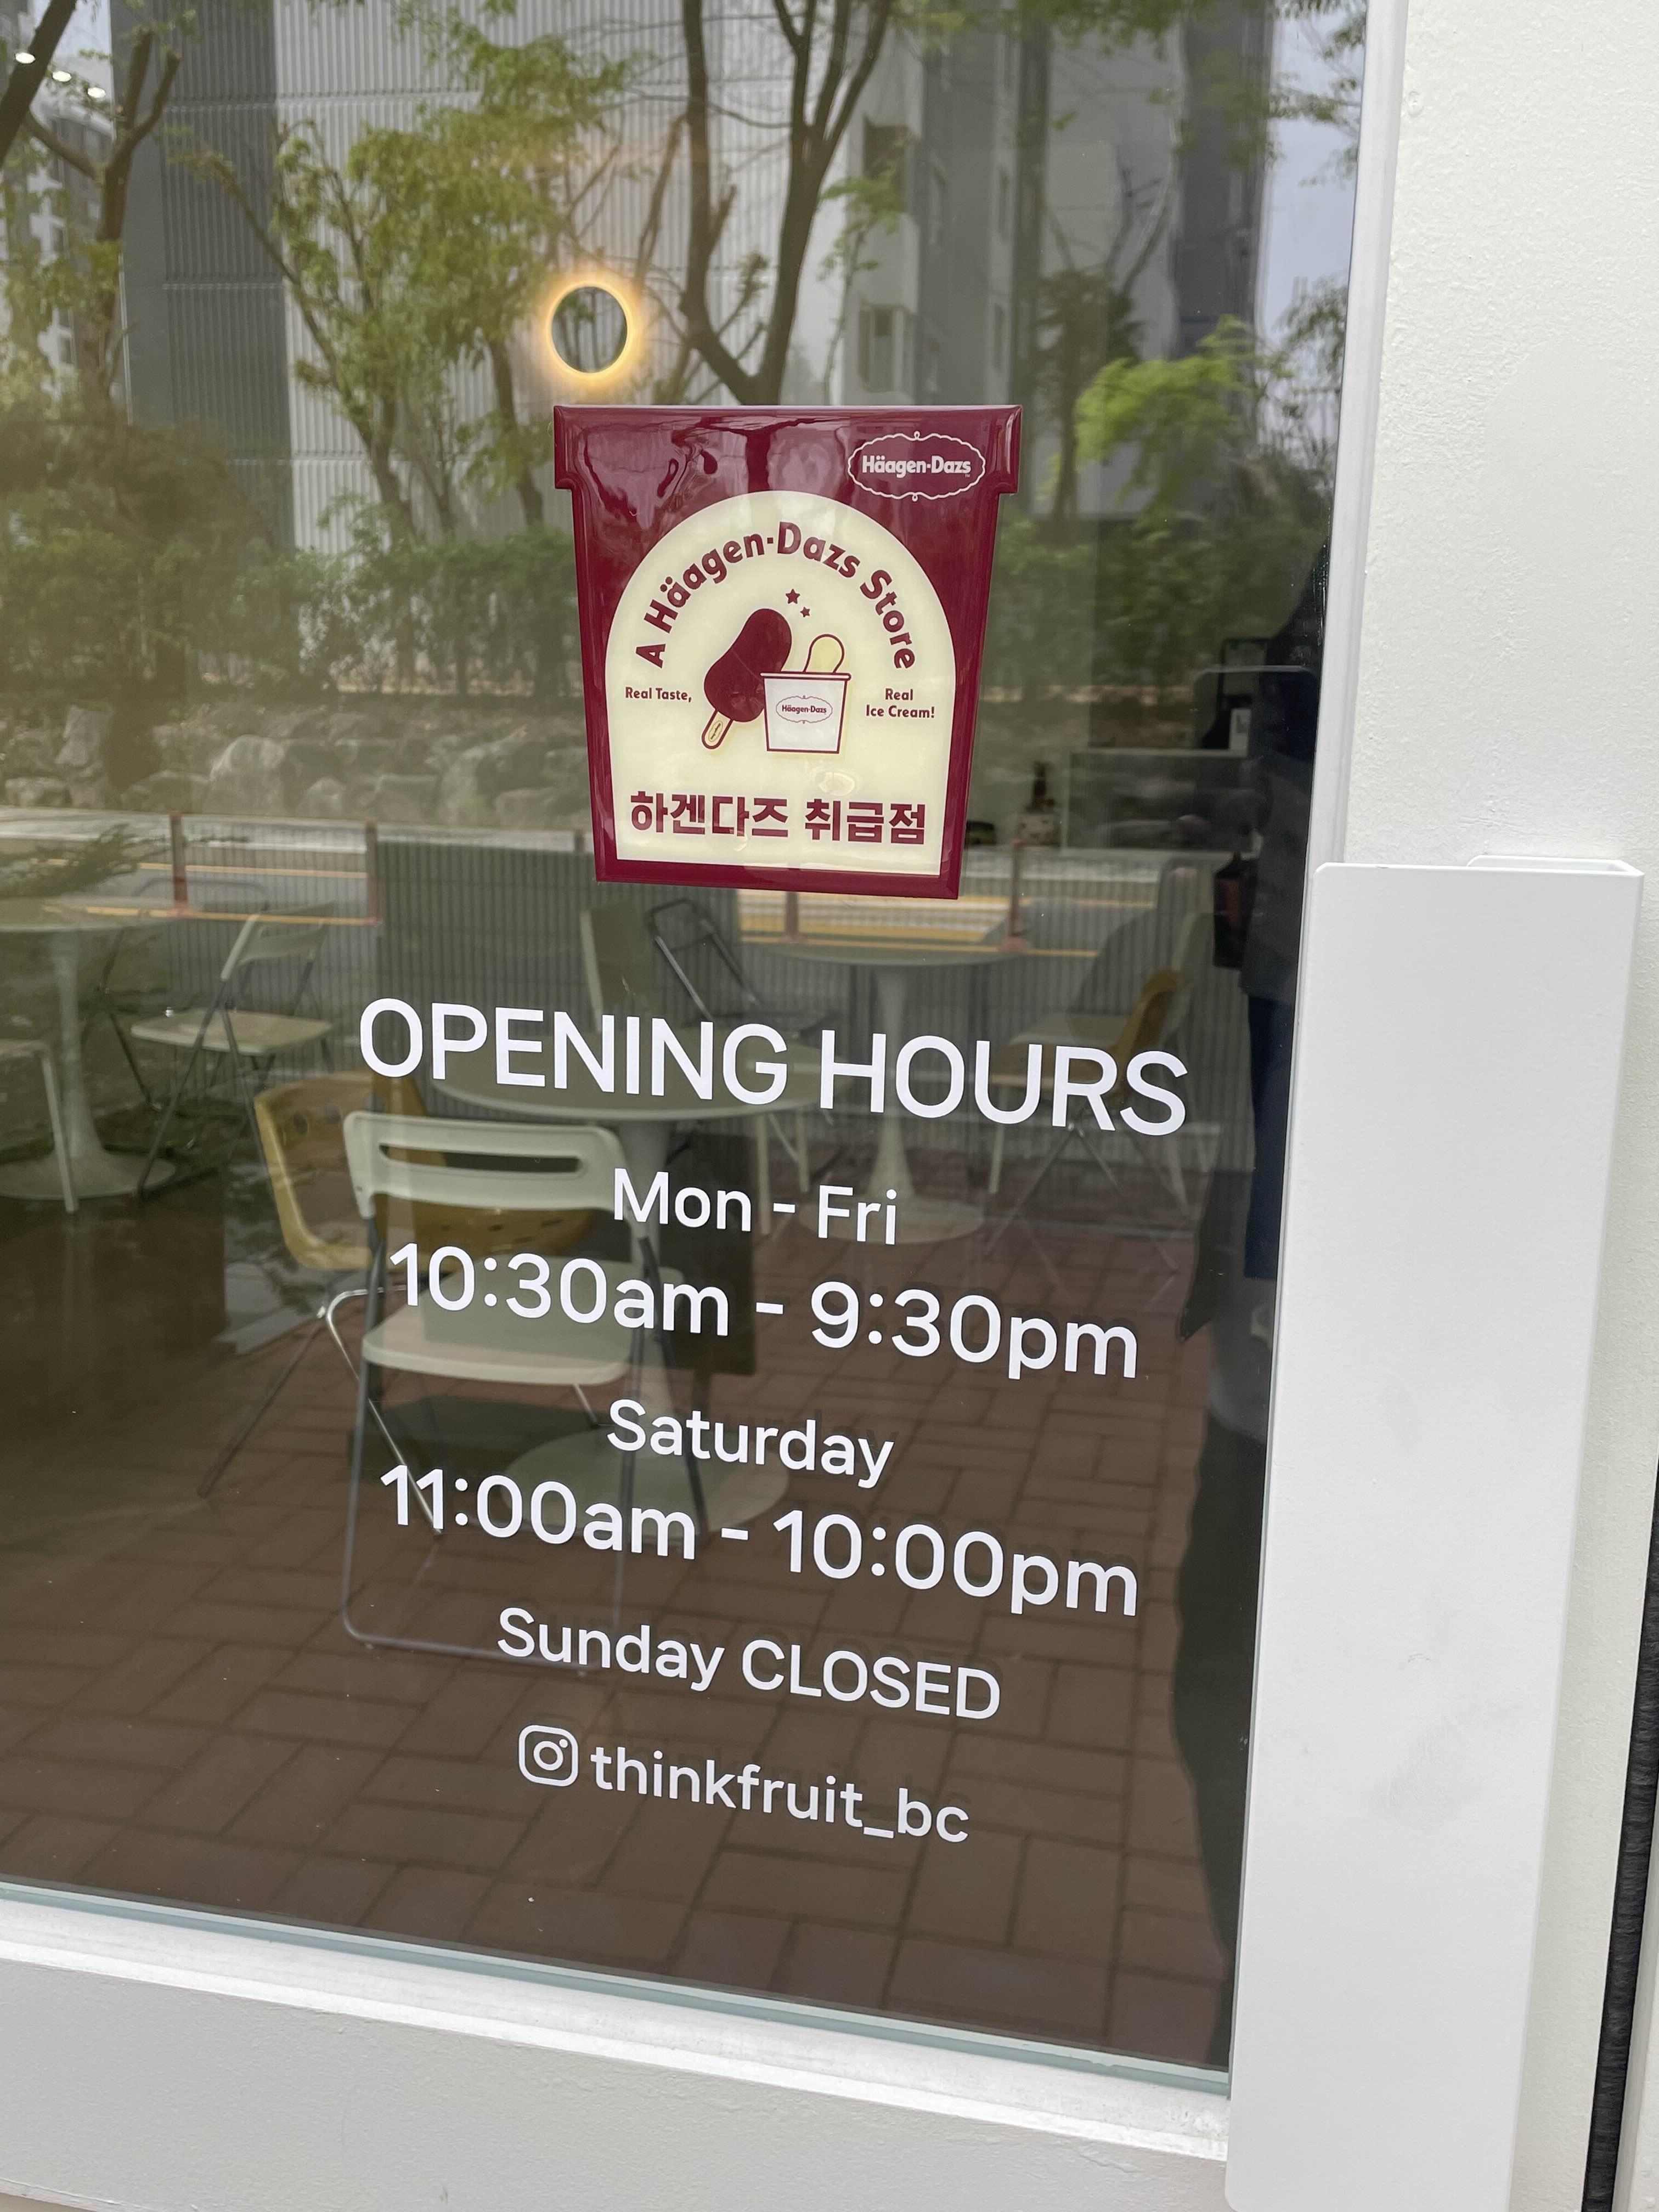 Häagen-Dazs
A Häagen-Dazs Store
Real Taste,
Real
Ice Cream!
Häagen-Dazs
하겐다즈 취급점
OPENING HOURS
Mon - Fri
10:30am - 9:30pm
Saturday
11:00am - 10:00pm
Sunday CLOSED
thinkfruit_bc